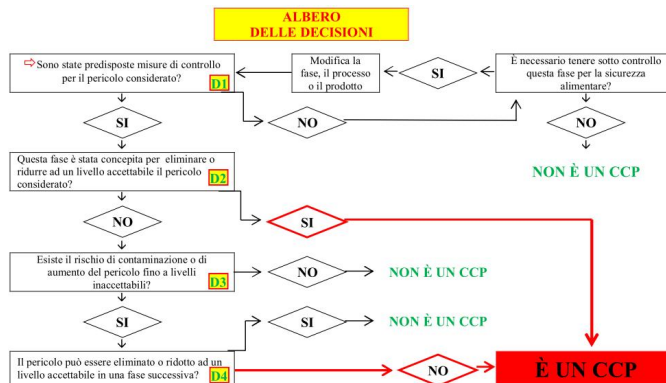 ALBERO
DELLE DECISIONI
Sono state predisposte misure di controllo
per il pericolo considerato?
D1
Modifica la
fase, il processo
o il prodotto
SI
È necessario tenere sotto controllo
questa fase per la sicurezza
alimentare?
SI
NO
NO
NON È UN CCP
Questa fase è stata concepita per eliminare o
ridurre ad un livello accettabile il pericolo
considerato?
D2
NO
SI
Esiste il rischio di contaminazione o di
aumento del pericolo fino a livelli
inaccettabili?
D3
NO
NON È UN CCP
SI
SI
NON È UN CCP
Il pericolo può essere eliminato o ridotto ad un
livello accettabile in una fase successiva?
D4
NO
È UN CCP